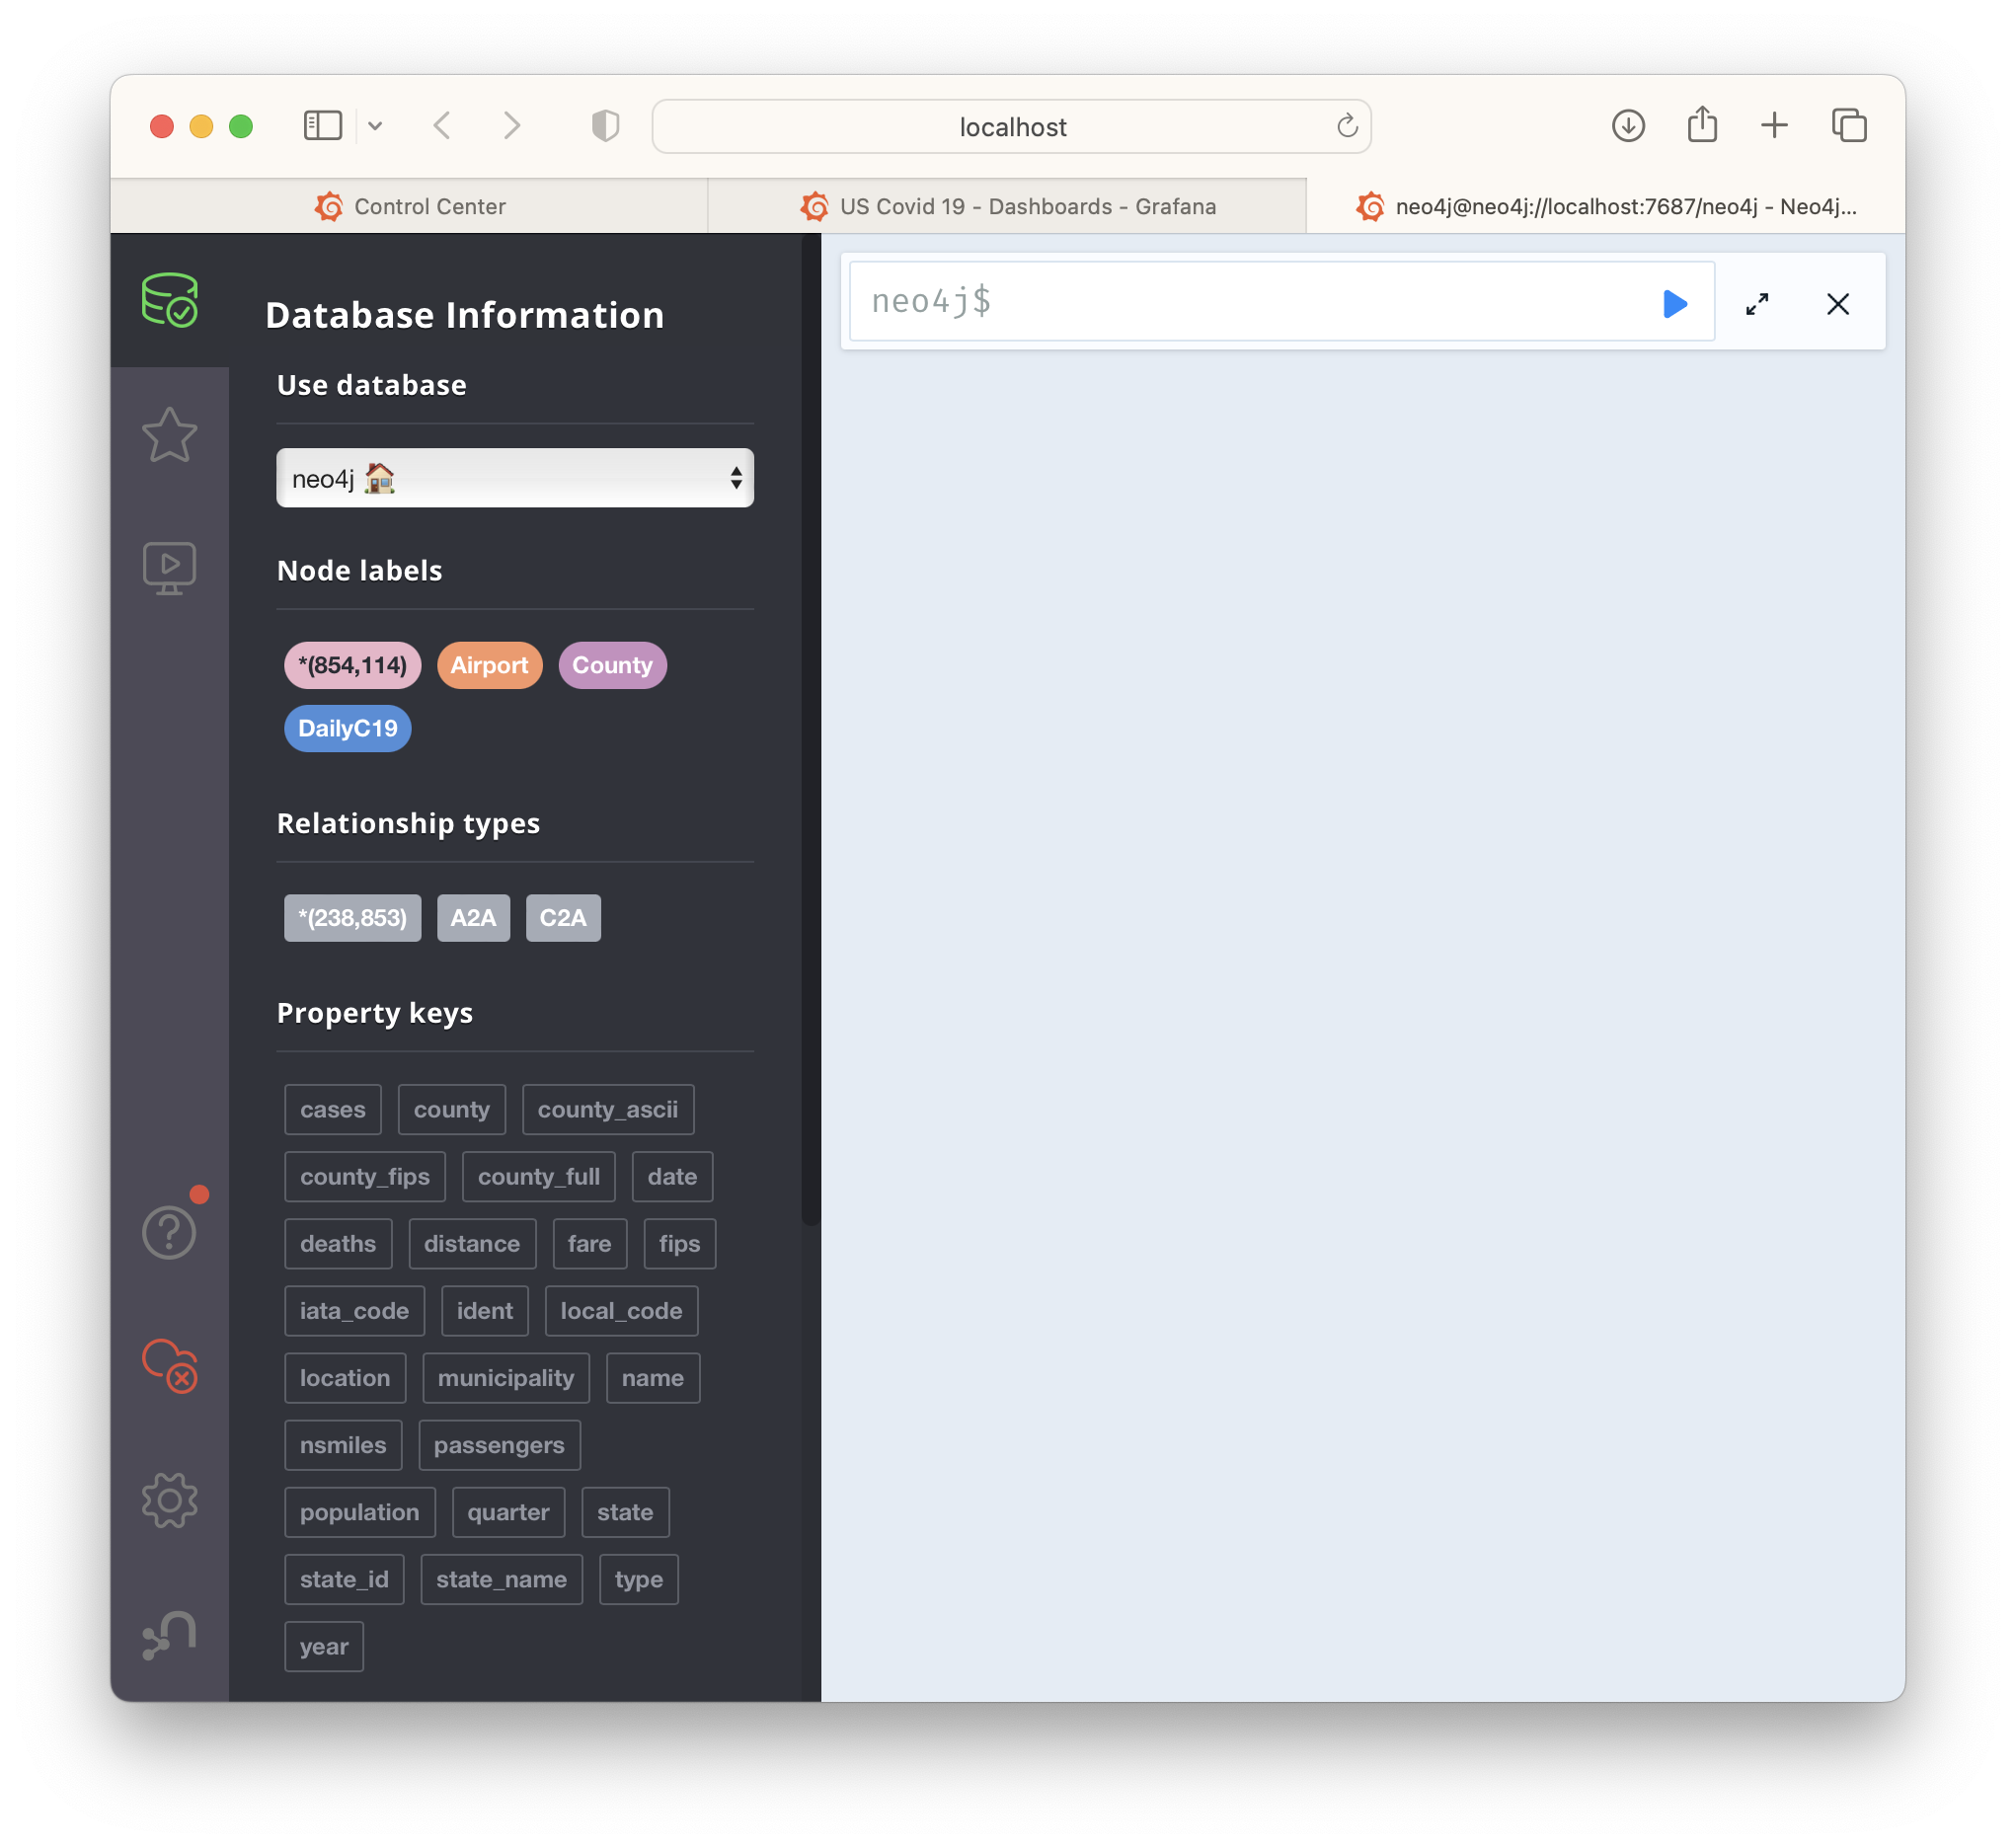 localhost
Control Center
US Covid 19 - Dashboards - Grafana
neo4j@neo4j://localhost:7687/neo4j - Neo4j...
Database Information
Use database
neo4j
Node labels
*(854,114) Airport County
DailyC19
Relationship types
*(238,853) A2A C2A
Property keys
cases county county_ascii
county_fips county_full date
deaths distance fare fips
iata_code ident local_code
location municipality name
nsmiles passengers
population quarter state
state_id state_name type
year
neo4j$